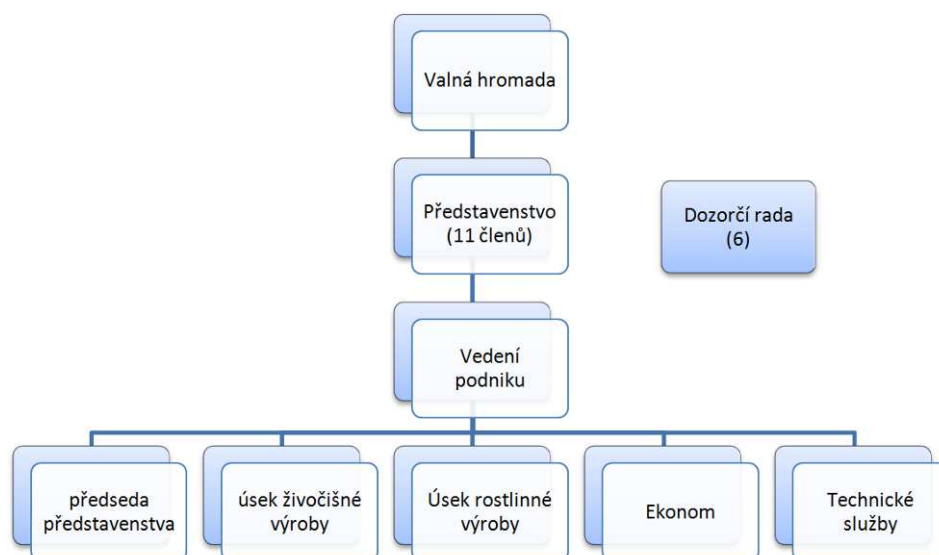 Valná hromada
Představenstvo
(11 členů)
Dozorčí rada
(6)
Vedení
podniku
předseda
představenstva
úsek živočišné
výroby
Úsek rostlinné
výroby
Ekonom
Technické
služby